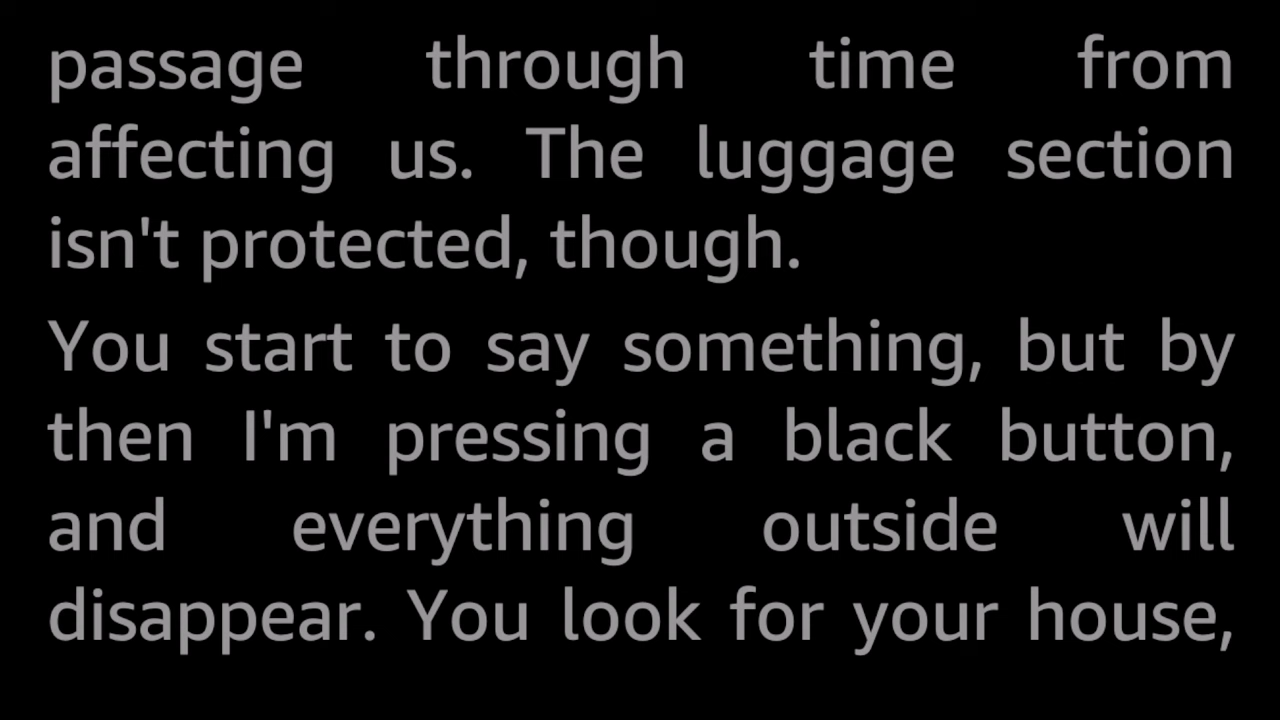 passage through time from
affecting us. The luggage section
isn't protected, though.
You start to say something, but by
then I'm pressing a black button,
and everything outside will
disappear. You look for your house,